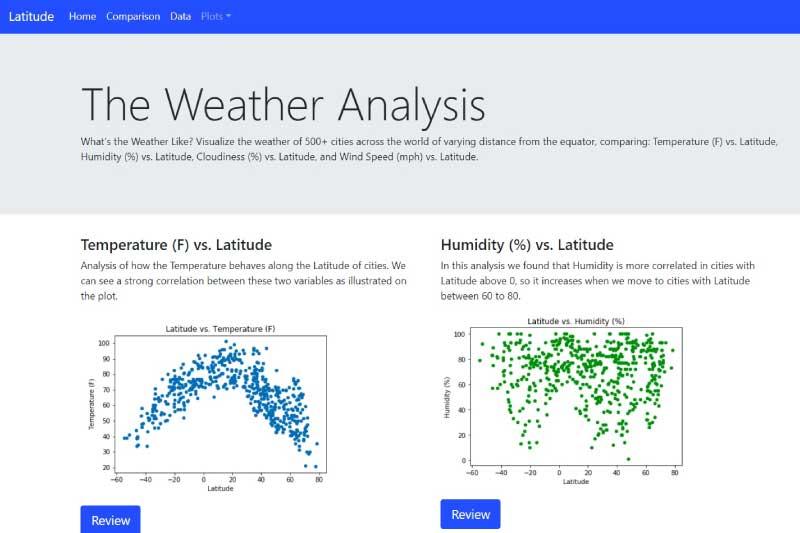 Latitude Home Comparison Data Plots
The Weather Analysis
What's the Weather Like? Visualize the weather of 500+ cities across the world of varying distance from the equator, comparing: Temperature (F) vs. Latitude,
Humidity (%) vs. Latitude, Cloudiness (%) vs. Latitude, and Wind Speed (mph) vs. Latitude.
Temperature (F) vs. Latitude
Analysis of how the Temperature behaves along the Latitude of cities. We
can see a strong correlation between these two variables as illustrated on
the plot.
Latitude vs. Temperature (F)
Temperature (F)
100
90
80
70
60
50
40
30
20
-60 -40 -20 0 20 40 60 80
Latitude
Review
Humidity (%) vs. Latitude
In this analysis we found that Humidity is more correlated in cities with
Latitude above 0, so it increases when we move to cities with Latitude
between 60 to 80.
Latitude vs. Humidity (%)
Humidity (%)
100
80
60
40
20
0
-60 -40 -20 0 20 40 60 80
Latitude
Review